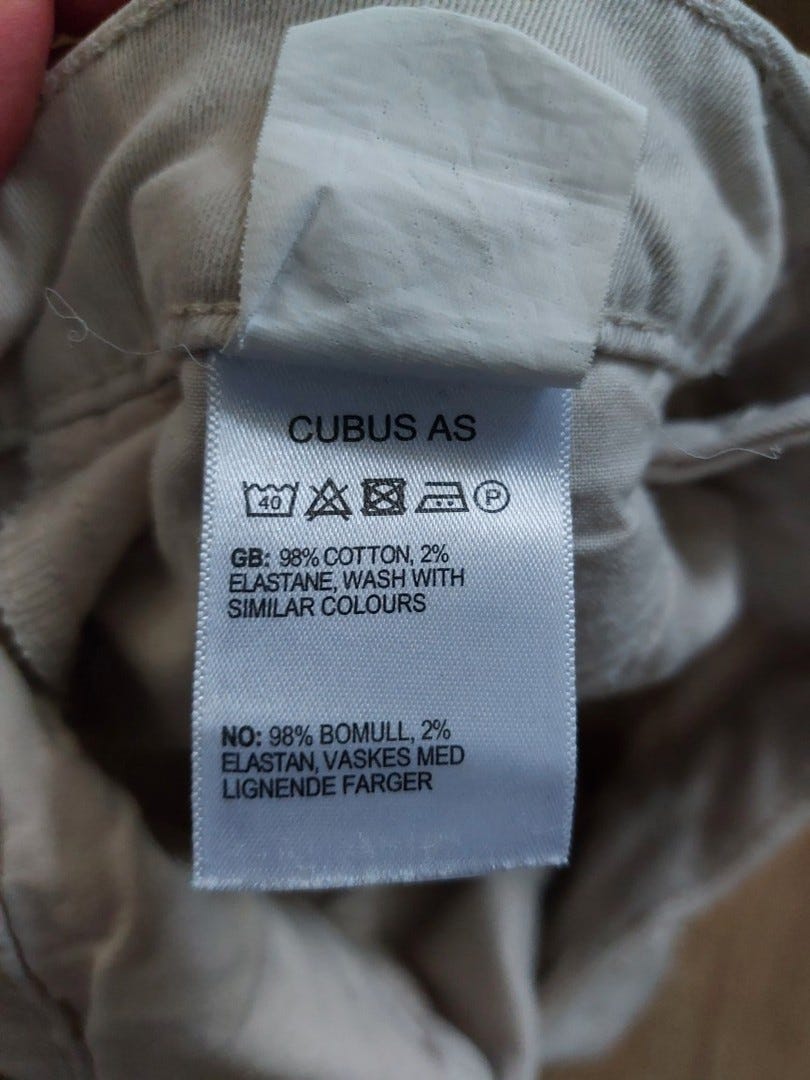 CUBUS AS
40 P
GB: 98% COTTON, 2%
ELASTANE, WASH WITH
SIMILAR COLOURS
NO: 98% BOMULL, 2%
ELASTAN, VASKES MED
LIGNENDE FARGER